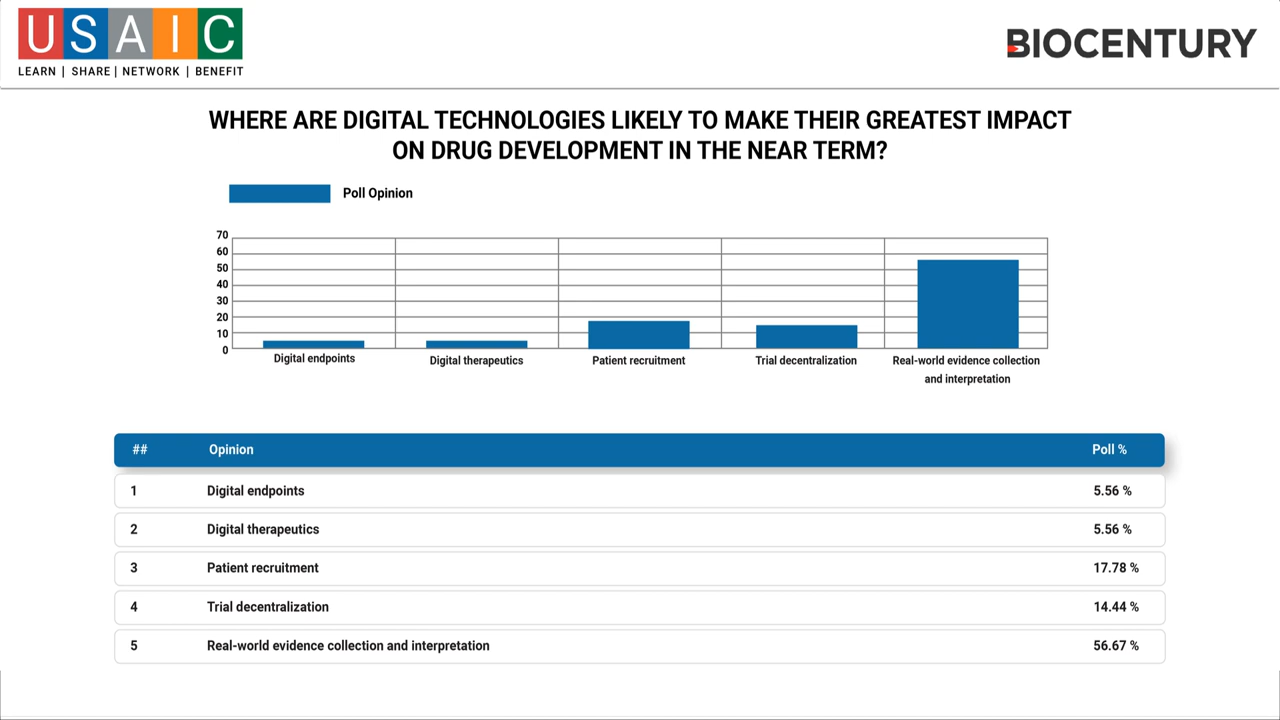 USAIC
LEARN | SHARE | NETWORK | BENEFIT
BIOCENTURY
WHERE ARE DIGITAL TECHNOLOGIES LIKELY TO MAKE THEIR GREATEST IMPACT
ON DRUG DEVELOPMENT IN THE NEAR TERM?
Poll Opinion
70
60
50
40
30
20
10
0
Digital endpoints
Digital therapeutics
Patient recruitment
Trial decentralization
Real-world evidence collection
and interpretation
## Opinion Poll %
1 Digital endpoints 5.56 %
2 Digital therapeutics 5.56 %
3 Patient recruitment 17.78 %
4 Trial decentralization 14.44 %
5 Real-world evidence collection and interpretation 56.67 %